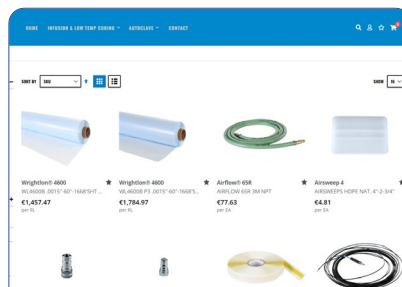 HOME INFUSION & LOW TEMP CURING AUTOCLAVE CONTACT
SORT BY SKU SHOW 16
Wrightlon® 4600
WL4600B .0015" 60"-1668'SHT ...
€1,457.47
per RL
Wrightlon® 4600
WL4600B P3 .0015" 60"-1668'S...
€1,784.97
per RL
Airflow® 65R
AIRFLOW 65R 3M NPT
€77.63
per EA
Airsweep 4
AIRSWEEPS HDPE NAT. 4"-2-3/4"
€4.81
per EA